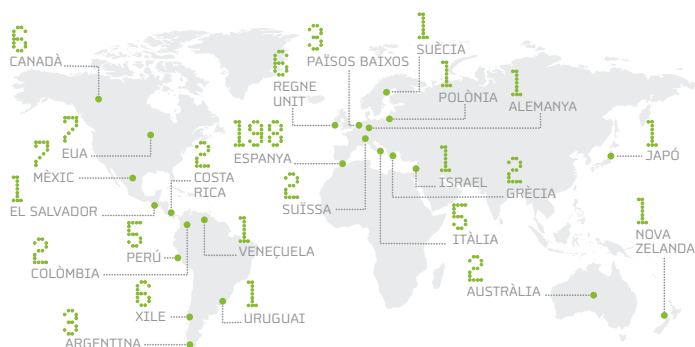 6
CANADÀ
7
EUA
7
MÈXIC
1
EL SALVADOR
2
COSTA
RICA
2
COLÒMBIA
5
PERÚ
1
VENEÇUELA
6
XILE
1
URUGUAI
3
ARGENTINA
6
REGNE
UNIT
3
PAÏSOS BAIXOS
1
SUÈCIA
1
POLÒNIA
1
ALEMANYA
198
ESPANYA
2
SUÏSSA
1
ISRAEL
2
GRÈCIA
5
ITÀLIA
1
JAPÓ
2
AUSTRÀLIA
1
NOVA
ZELANDA